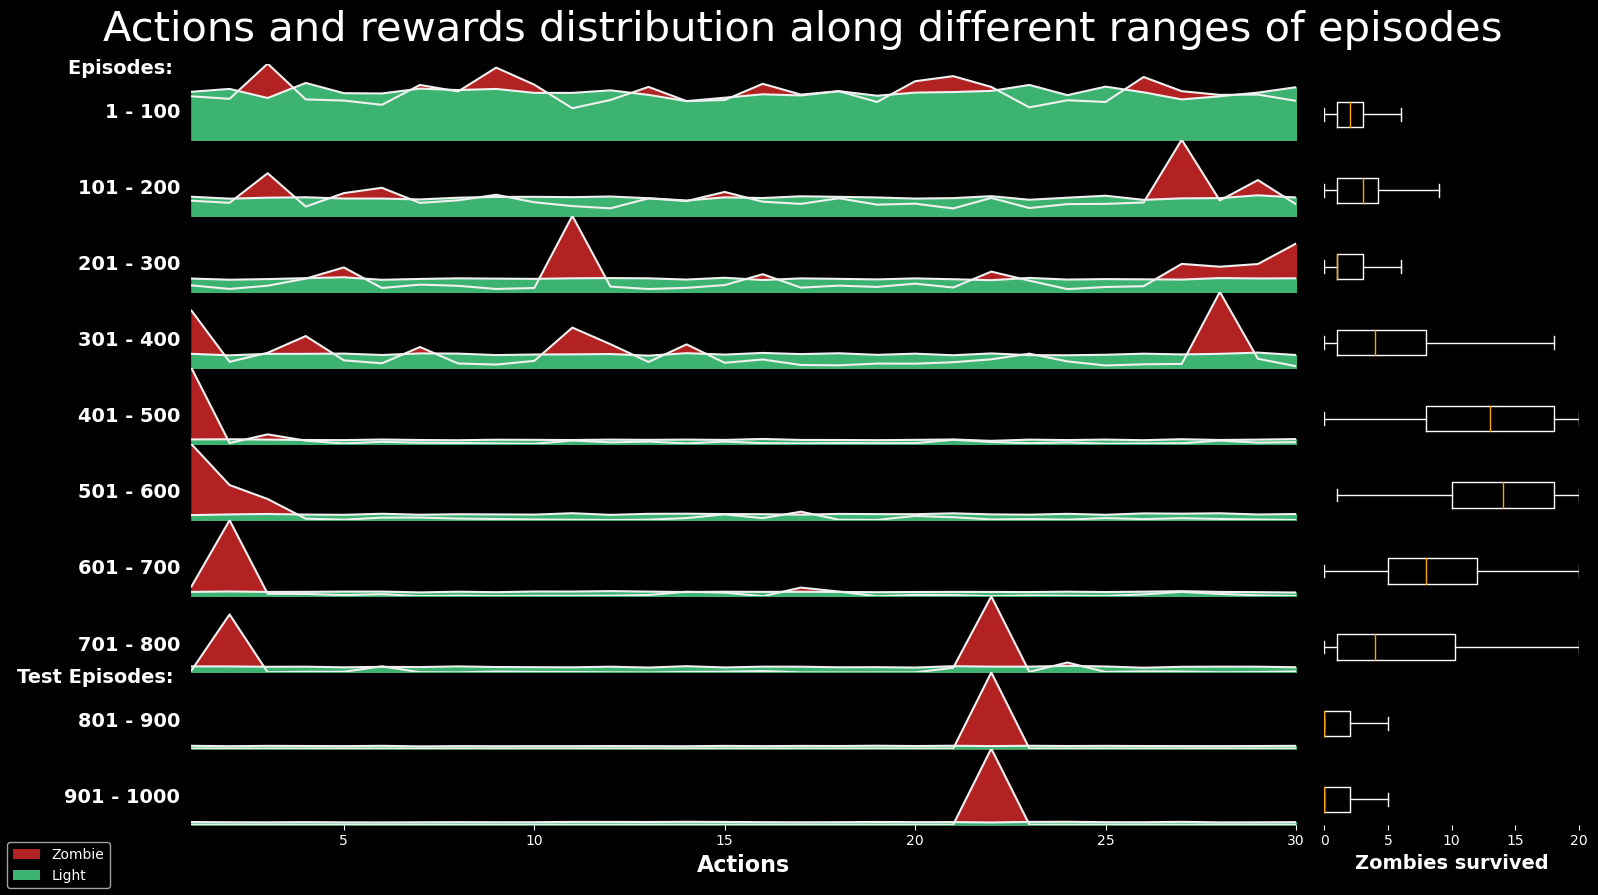 Actions and rewards distribution along different ranges of episodes
Episodes:
1 - 100
101 - 200
201 - 300
301 - 400
401 - 500
501 - 600
601 - 700
701 - 800
Test Episodes:
801 - 900
901 - 1000
5 10 15 20 25 30
0 5 10 15 20
Actions
Zombies survived
Zombie
Light